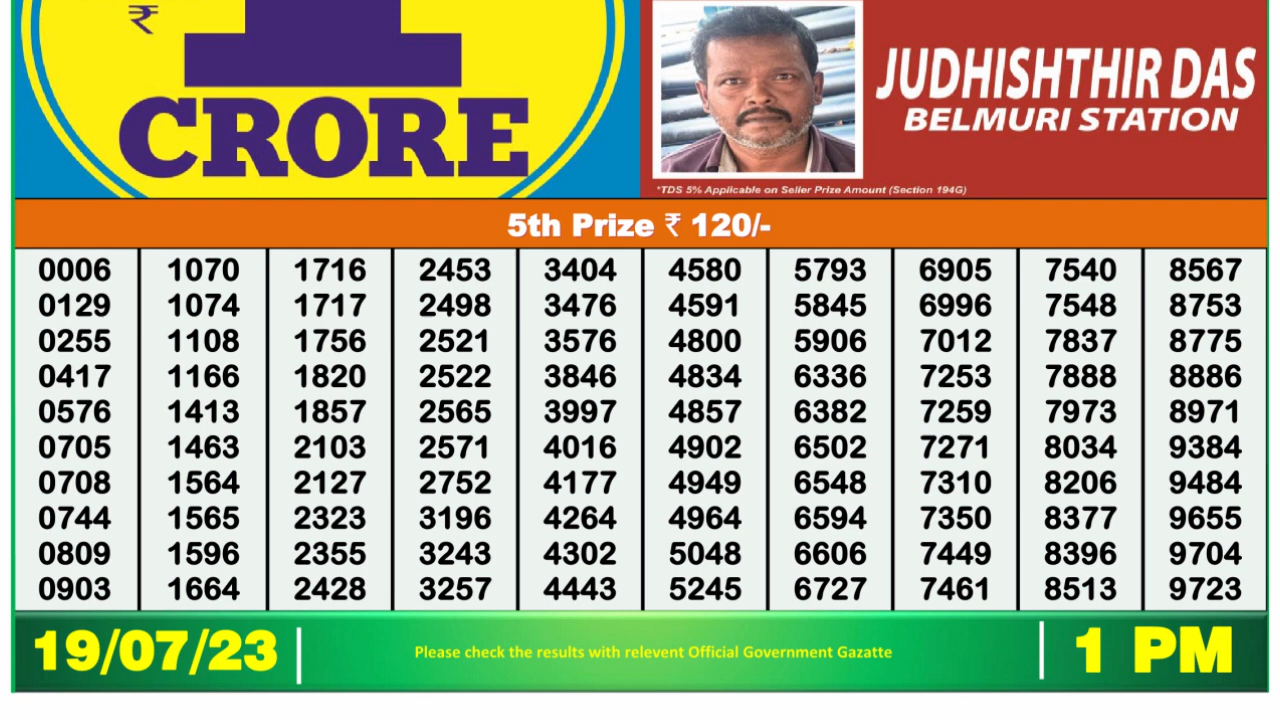 ₹
1
CRORE
JUDHISHTHIR DAS
BELMURI STATION
*TDS 5% Applicable on Seller Prize Amount (Section 194G)
5th Prize ₹ 120/-
0006 1070 1716 2453 3404 4580 5793 6905 7540 8567
0129 1074 1717 2498 3476 4591 5845 6996 7548 8753
0255 1108 1756 2521 3576 4800 5906 7012 7837 8775
0417 1166 1820 2522 3846 4834 6336 7253 7888 8886
0576 1413 1857 2565 3997 4857 6382 7259 7973 8971
0705 1463 2103 2571 4016 4902 6502 7271 8034 9384
0708 1564 2127 2752 4177 4949 6548 7310 8206 9484
0744 1565 2323 3196 4264 4964 6594 7350 8377 9655
0809 1596 2355 3243 4302 5048 6606 7449 8396 9704
0903 1664 2428 3257 4443 5245 6727 7461 8513 9723
19/07/23
Please check the results with relevent Official Government Gazatte
1 PM